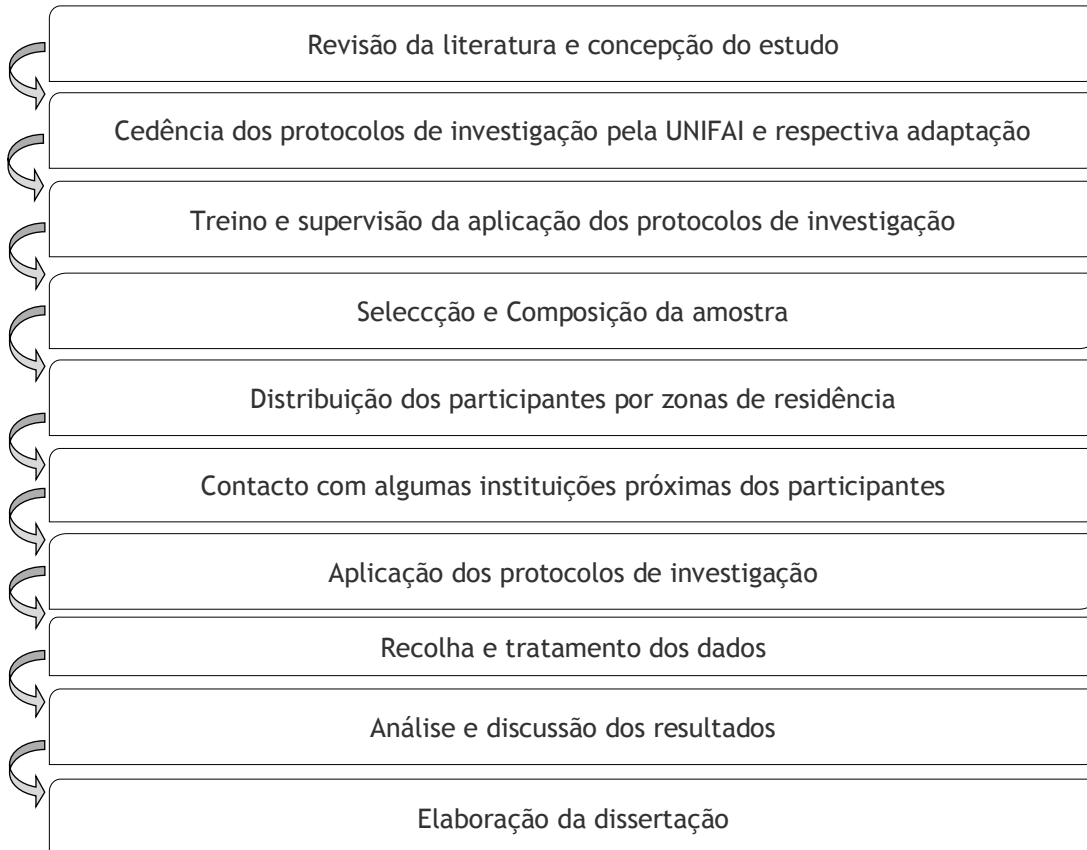 Revisão da literatura e concepção do estudo
Cedência dos protocolos de investigação pela UNIFAI e respectiva adaptação
Treino e supervisão da aplicação dos protocolos de investigação
Seleccção e Composição da amostra
Distribuição dos participantes por zonas de residência
Contacto com algumas instituições próximas dos participantes
Aplicação dos protocolos de investigação
Recolha e tratamento dos dados
Análise e discussão dos resultados
Elaboração da dissertação